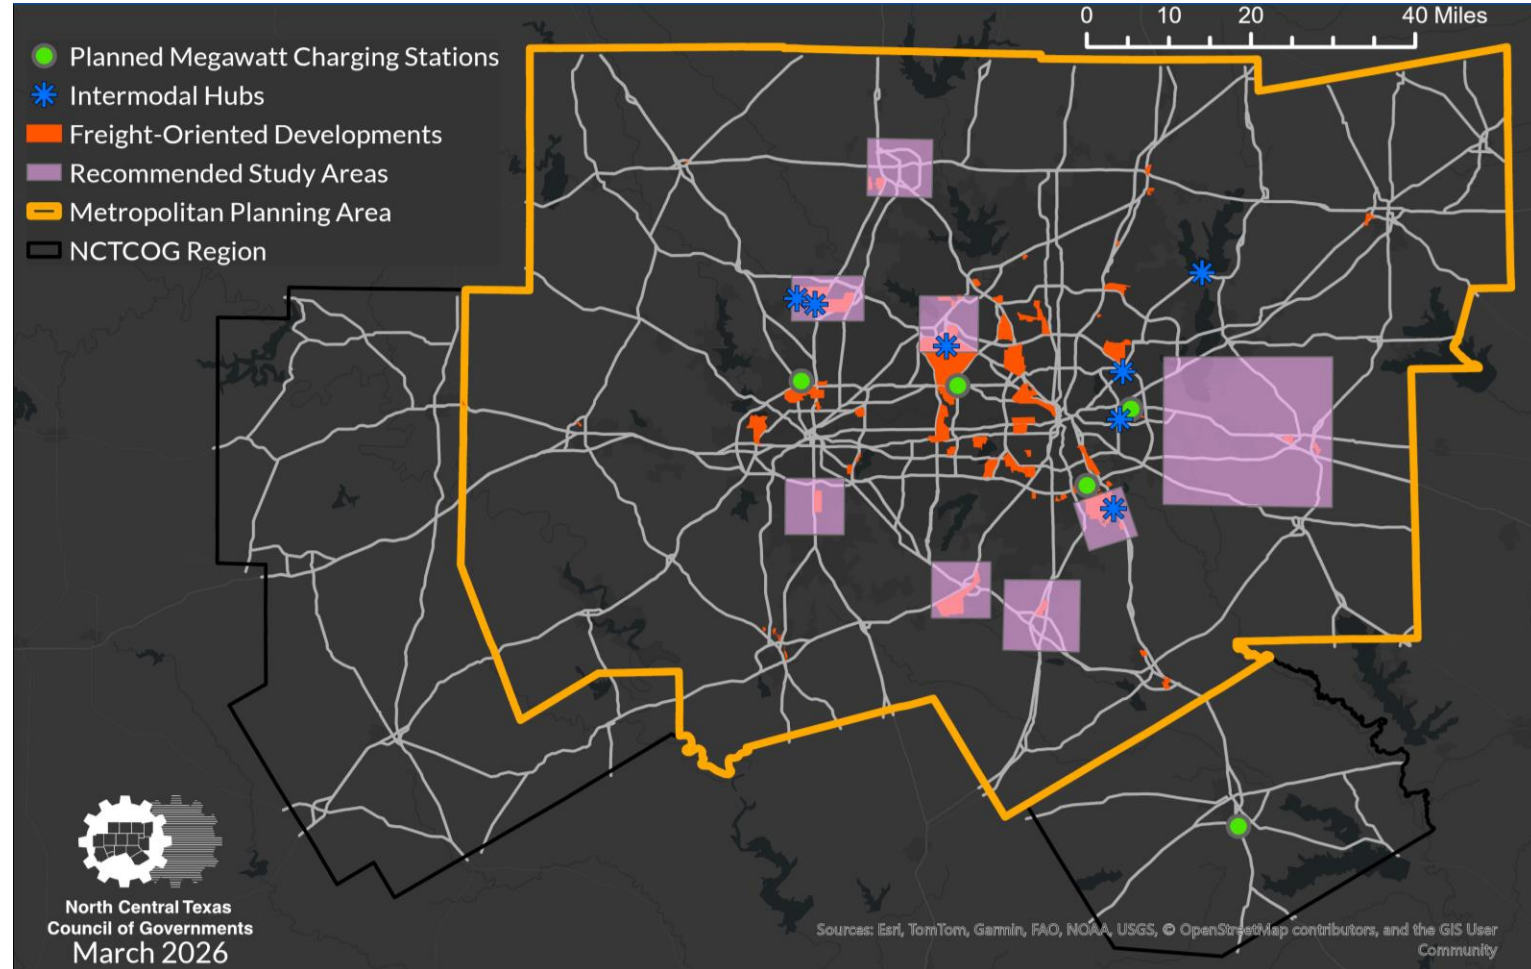 0 10 20 40 Miles
Planned Megawatt Charging Stations
Intermodal Hubs
Freight-Oriented Developments
Recommended Study Areas
Metropolitan Planning Area
NCTCOG Region
North Central Texas
Council of Governments
March 2026
Sources: Esri, TomTom, Garmin, FAO, NOAA, USGS, © OpenStreetMap contributors, and the GIS User
Community